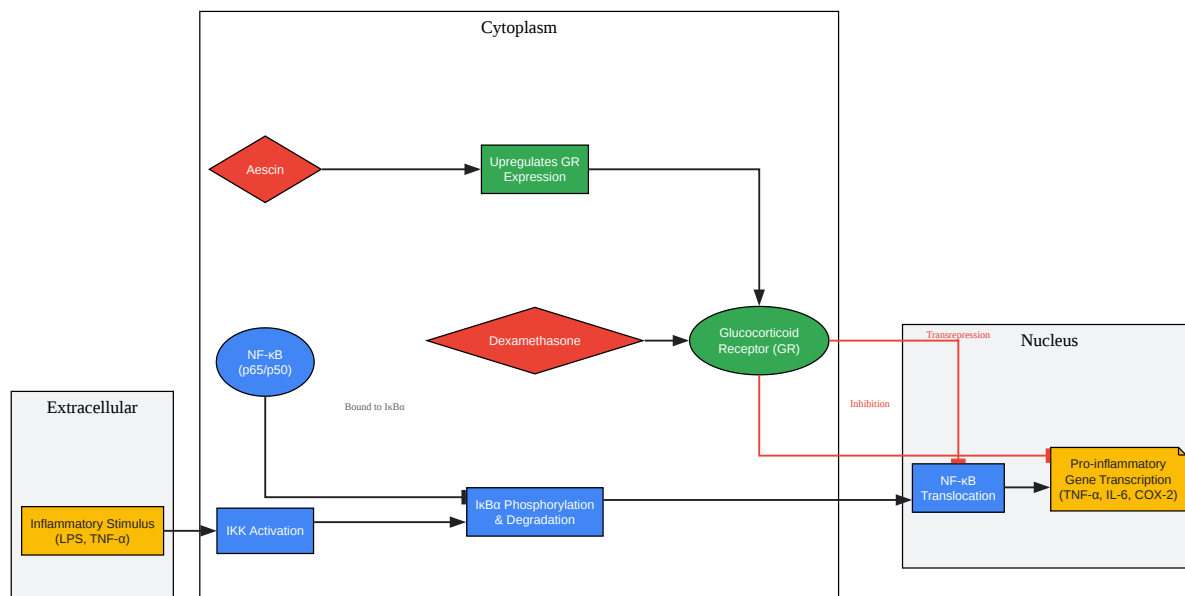 Cytoplasm
Aescin
Upregulates GR
Expression
Dexamethasone
Glucocorticoid
Receptor (GR)
NF-κB
(p65/p50)
Bound to IκBα
Transrepression
Nucleus
Inhibition
Extracellular
Inflammatory Stimulus
(LPS, TNF-α)
IKK Activation
IκBα Phosphorylation
& Degradation
NF-κB
Translocation
Pro-inflammatory
Gene Transcription
(TNF-α, IL-6, COX-2)